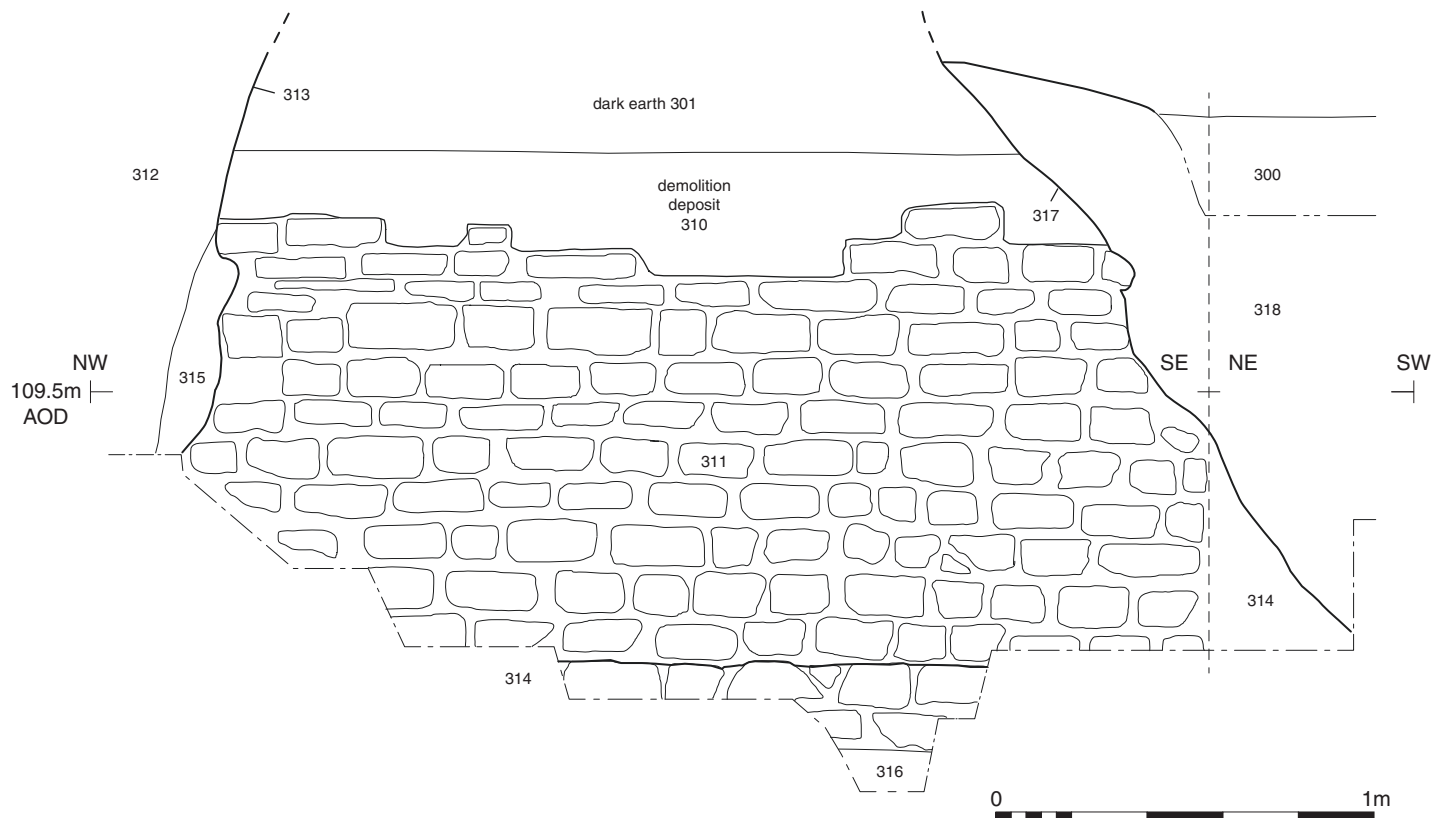 313
dark earth 301
312
demolition
deposit
310
300
317
318
NW
SE
NE
SW
109.5m
AOD
315
311
314
314
316
0
1m